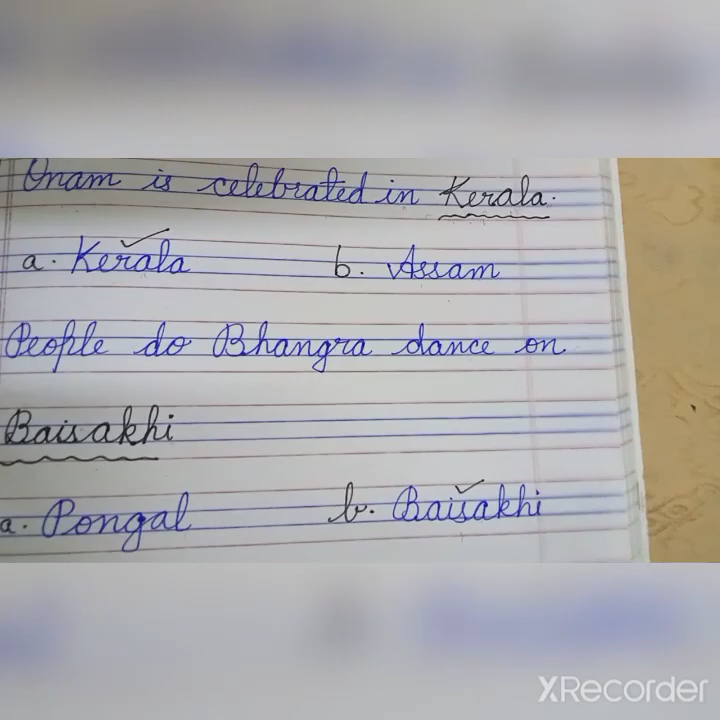 Onam is celebrated in Kerala.
a. Kerala b. Assam
People do Bhangra dance on
Baisakhi
a. Pongal b. Baisakhi
XRecorder